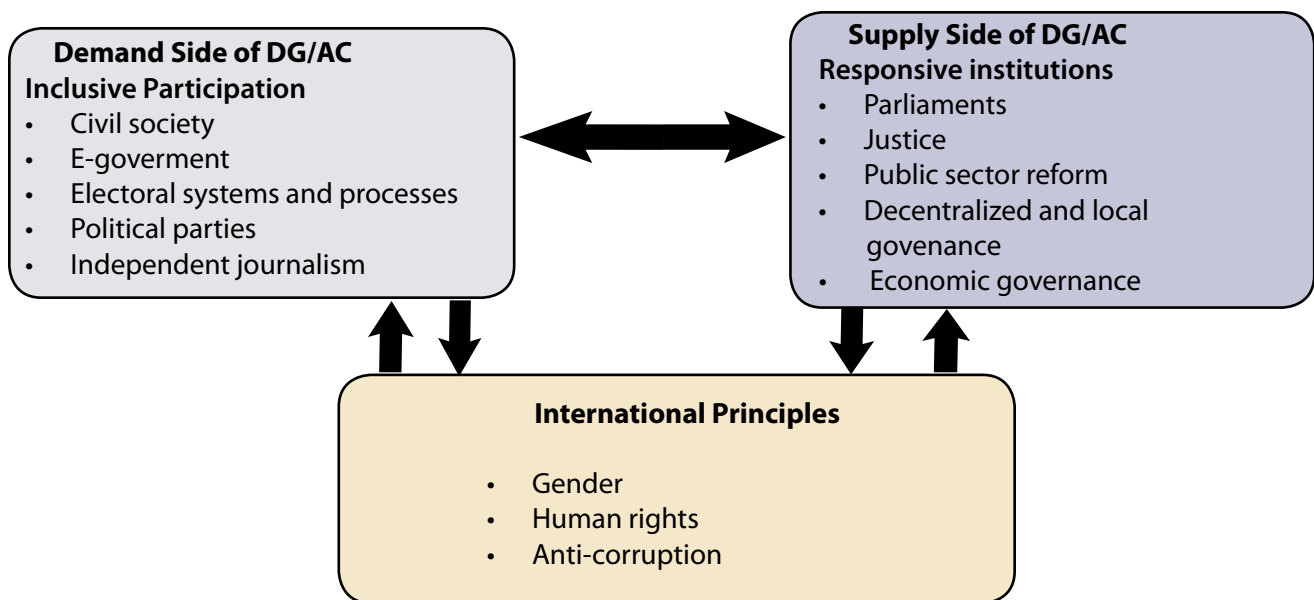 Demand Side of DG/AC
Inclusive Participation
• Civil society
• E-goverment
• Electoral systems and processes
• Political parties
• Independent journalism
Supply Side of DG/AC
Responsive institutions
• Parliaments
• Justice
• Public sector reform
• Decentralized and local
govenance
• Economic governance
International Principles
• Gender
• Human rights
• Anti-corruption